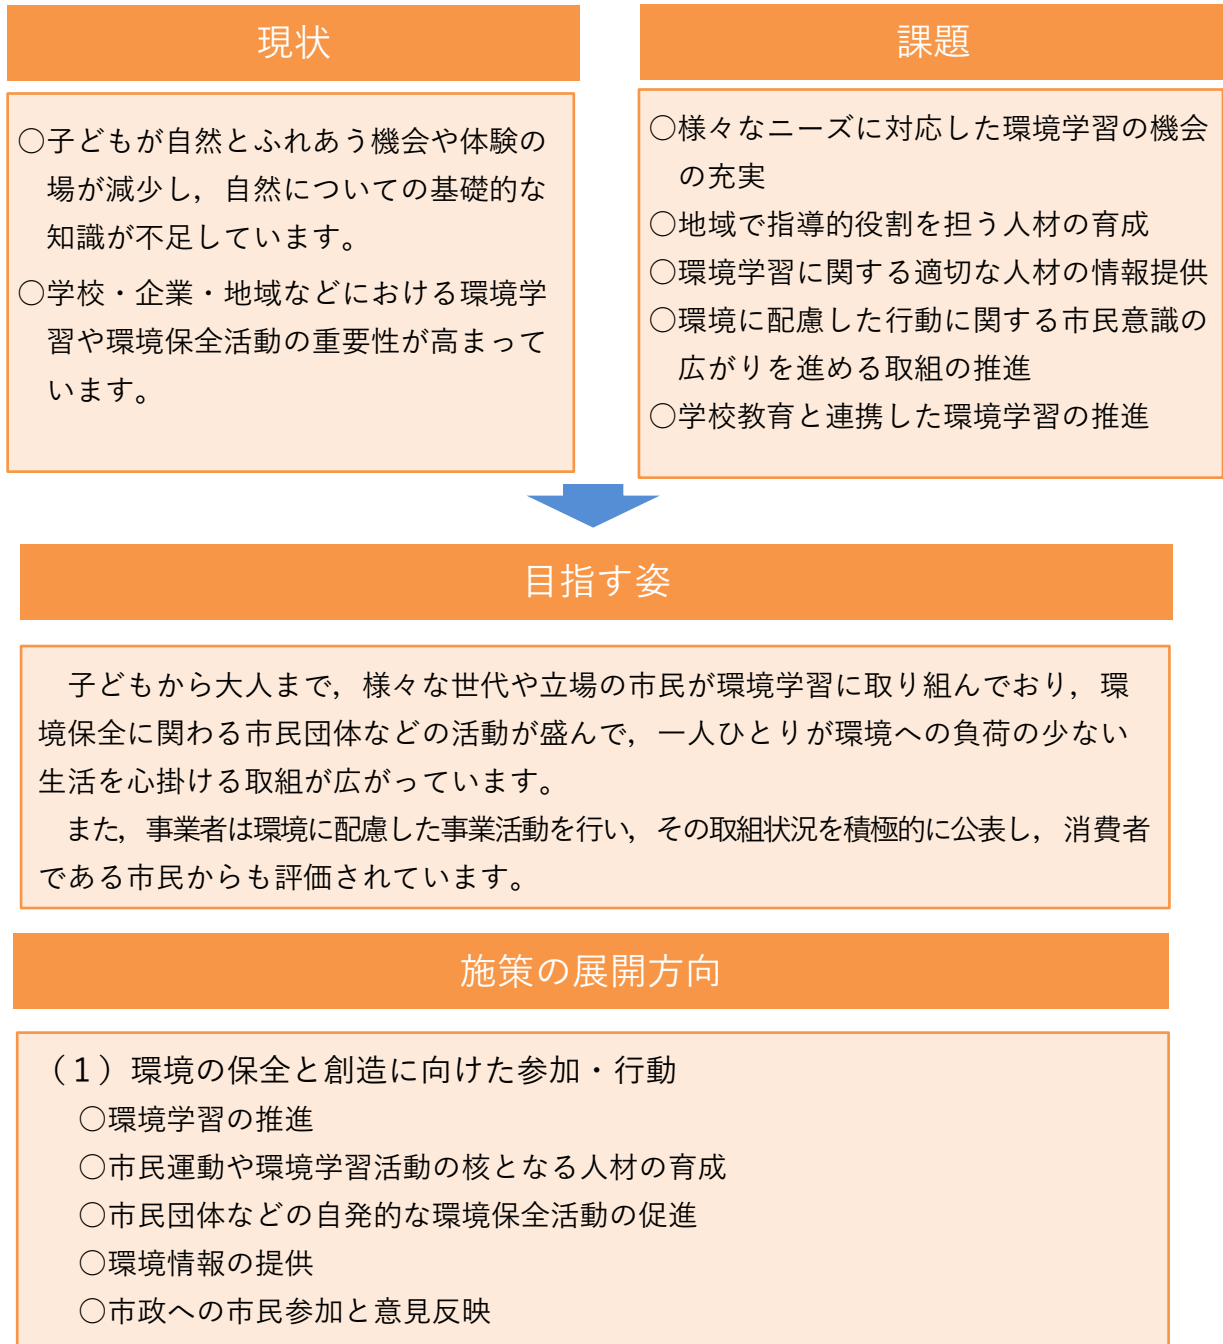 現状
○子どもが自然とふれあう機会や体験の
場が減少し，自然についての基礎的な
知識が不足しています。
○学校・企業・地域などにおける環境学
習や環境保全活動の重要性が高まって
います。
課題
○様々なニーズに対応した環境学習の機会
の充実
○地域で指導的役割を担う人材の育成
○環境学習に関する適切な人材の情報提供
○環境に配慮した行動に関する市民意識の
広がりを進める取組の推進
○学校教育と連携した環境学習の推進
目指す姿
子どもから大人まで，様々な世代や立場の市民が環境学習に取り組んでおり，環
境保全に関わる市民団体などの活動が盛んで，一人ひとりが環境への負荷の少ない
生活を心掛ける取組が広がっています。
また，事業者は環境に配慮した事業活動を行い，その取組状況を積極的に公表し，消費者
である市民からも評価されています。
施策の展開方向
（１）環境の保全と創造に向けた参加・行動
○環境学習の推進
○市民運動や環境学習活動の核となる人材の育成
○市民団体などの自発的な環境保全活動の促進
○環境情報の提供
○市政への市民参加と意見反映